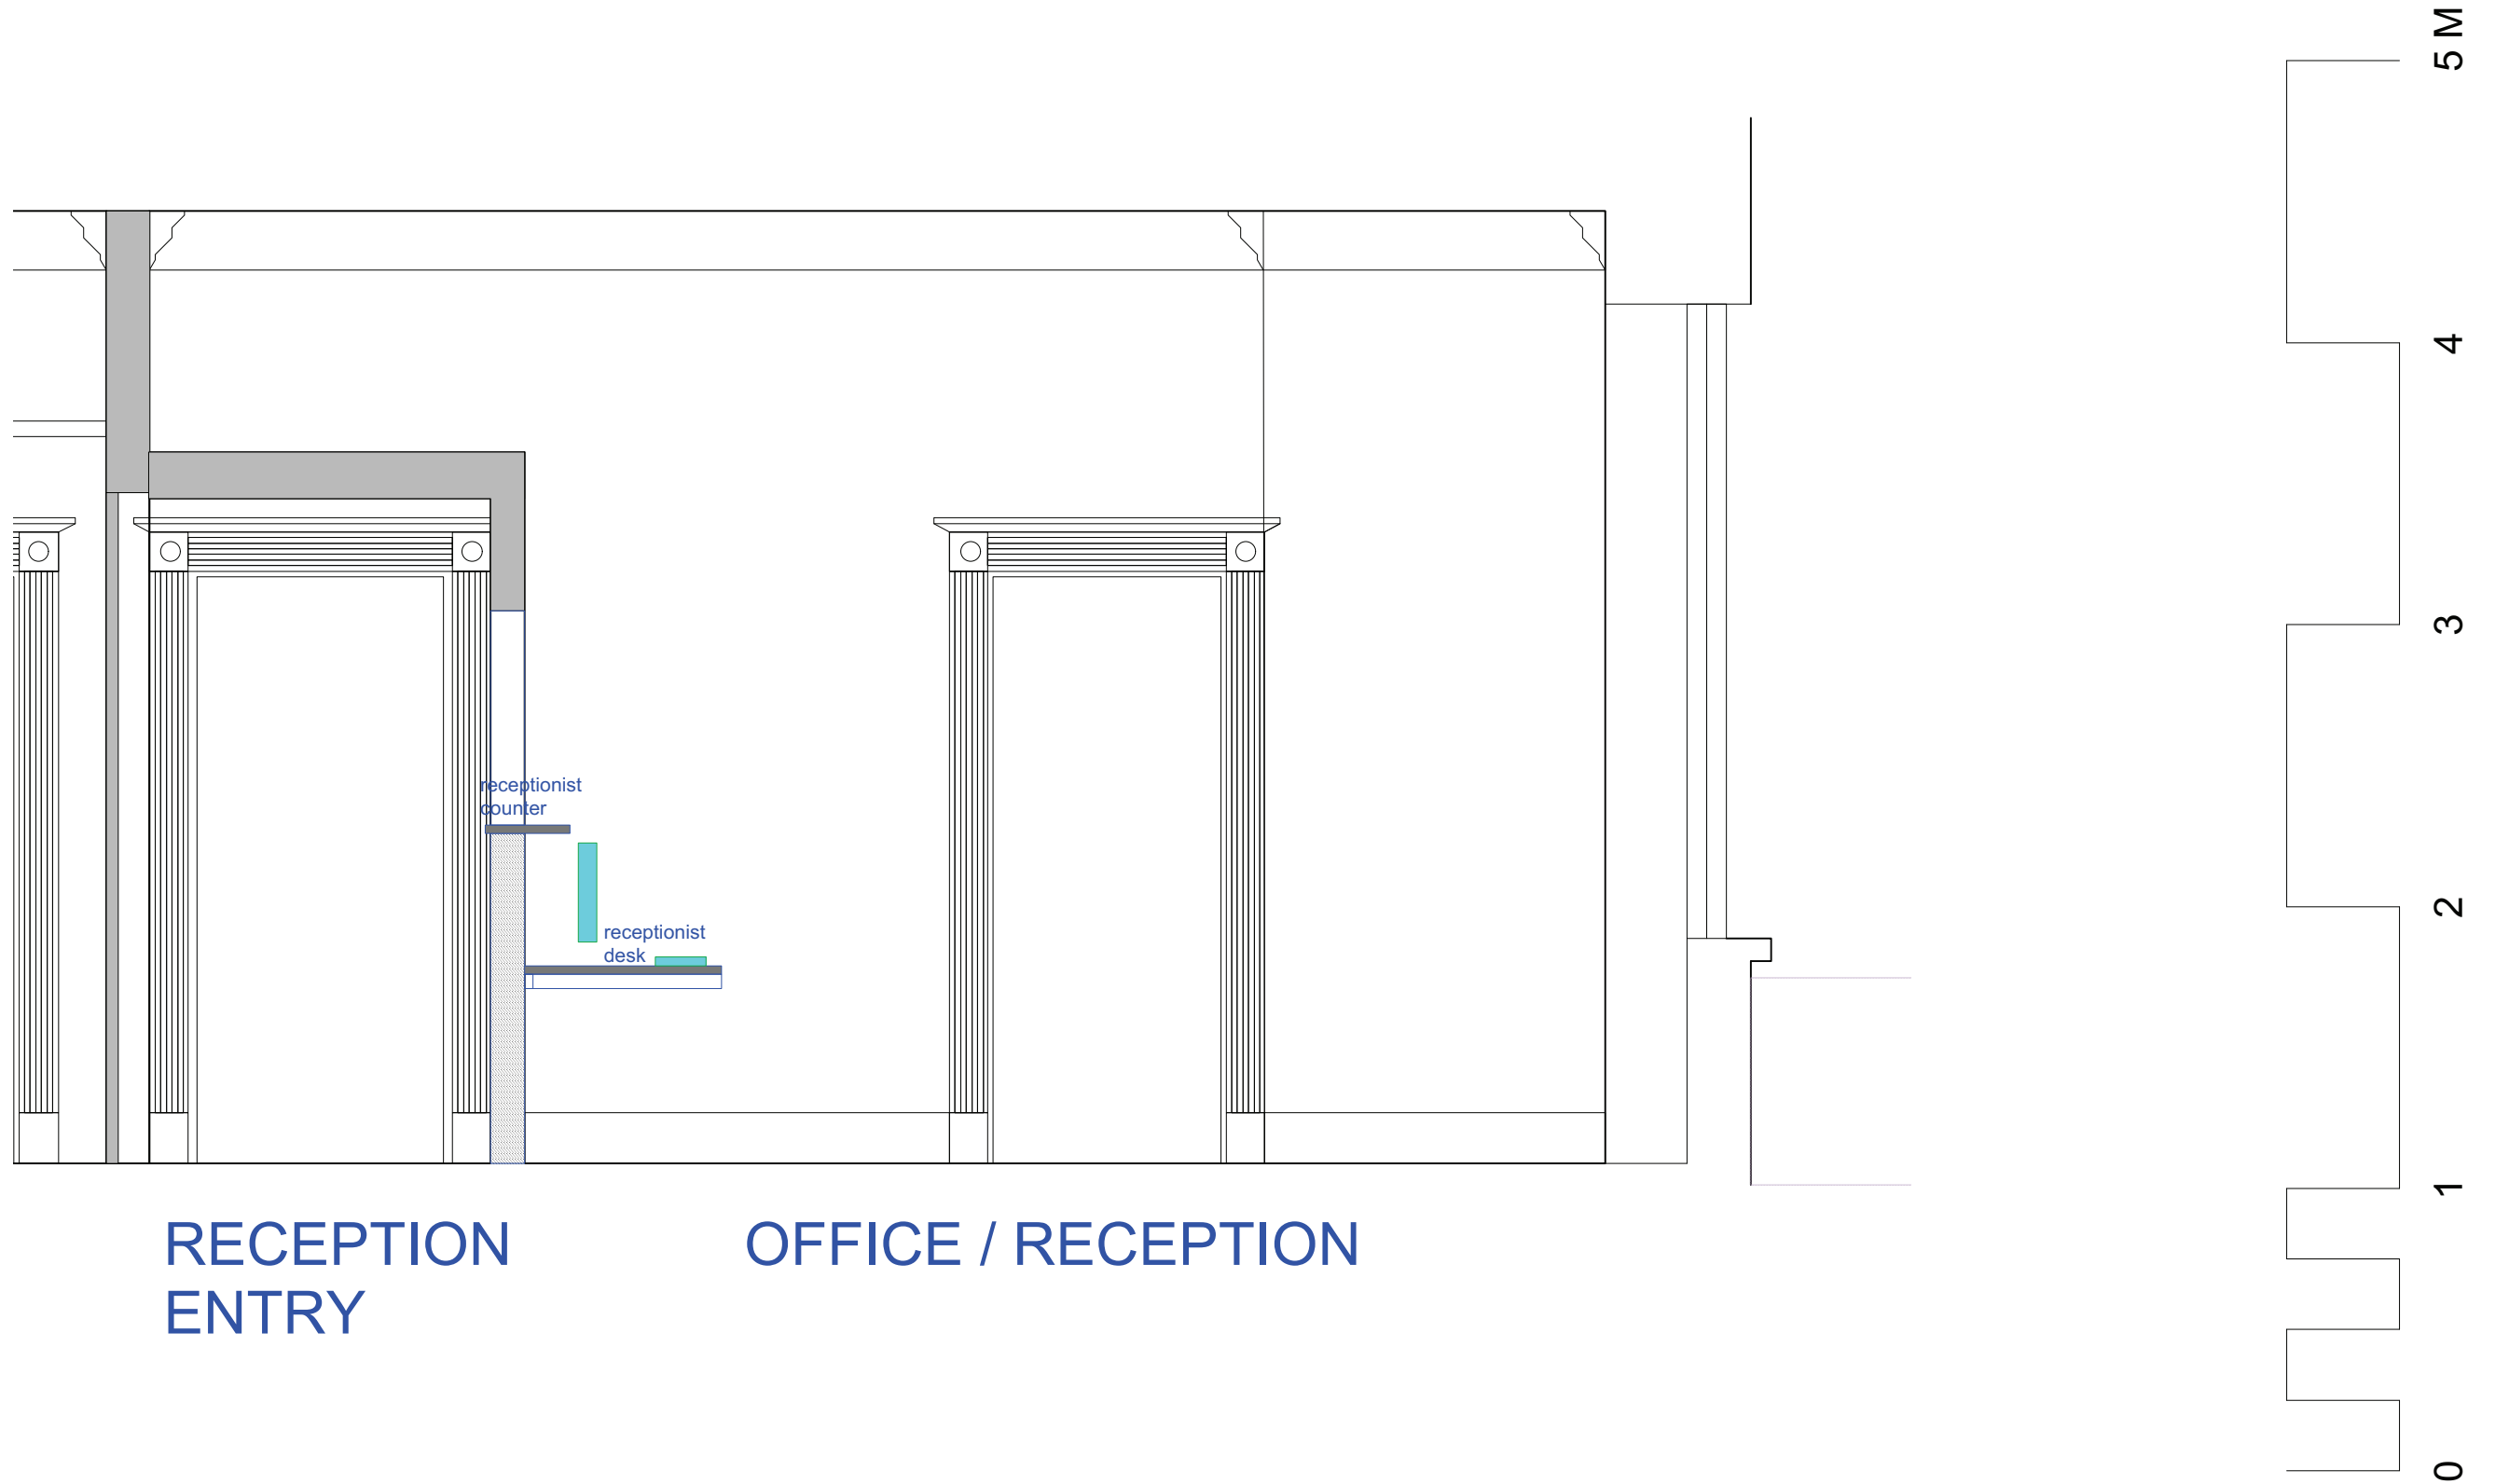 5 M
4
3
receptionist
counter
2
receptionist
desk
1
RECEPTION
ENTRY
OFFICE / RECEPTION
0